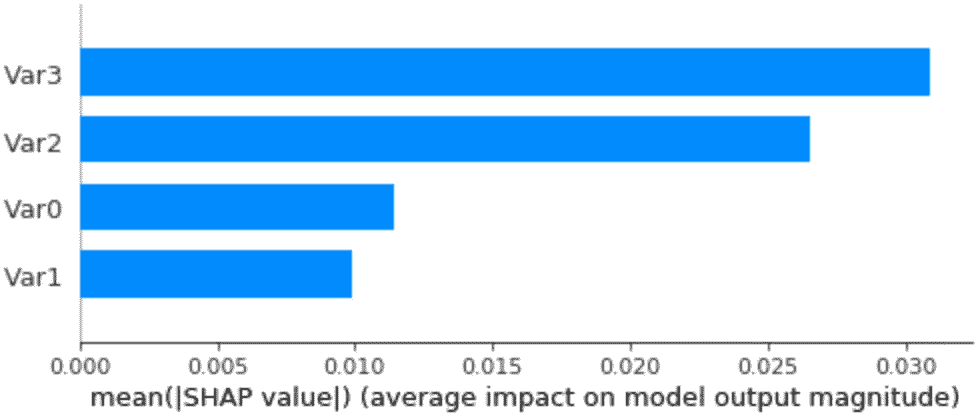 Var3
Var2
Var0
Var1
0.000 0.005 0.010 0.015 0.020 0.025 0.030
mean(|SHAP value|) (average impact on model output magnitude)